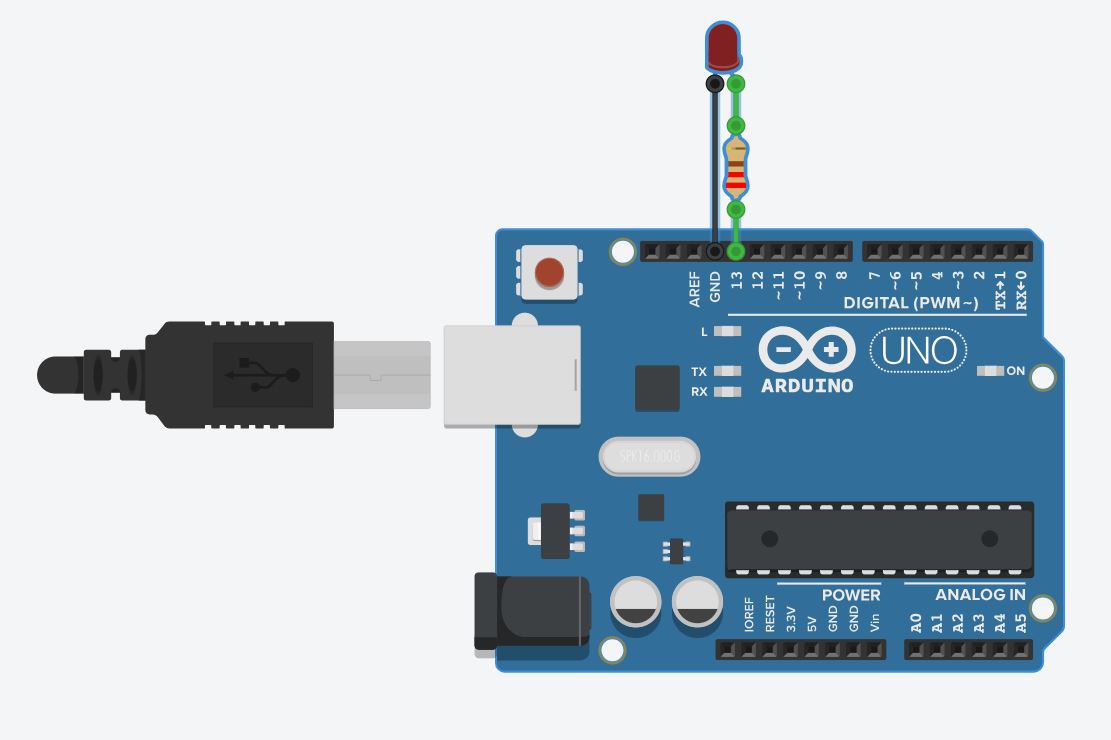 AREF
GND
13
12
~11
~10
~9
8
7
~6
~5
4
~3
2
TX→1
RX←0
DIGITAL (PWM~)
L
TX
RX
ARDUINO
UNO
ON
SPK16.000G
POWER
ANALOG IN
IOREF
RESET
3.3V
5V
GND
GND
Vin
A0
A1
A2
A3
A4
A5